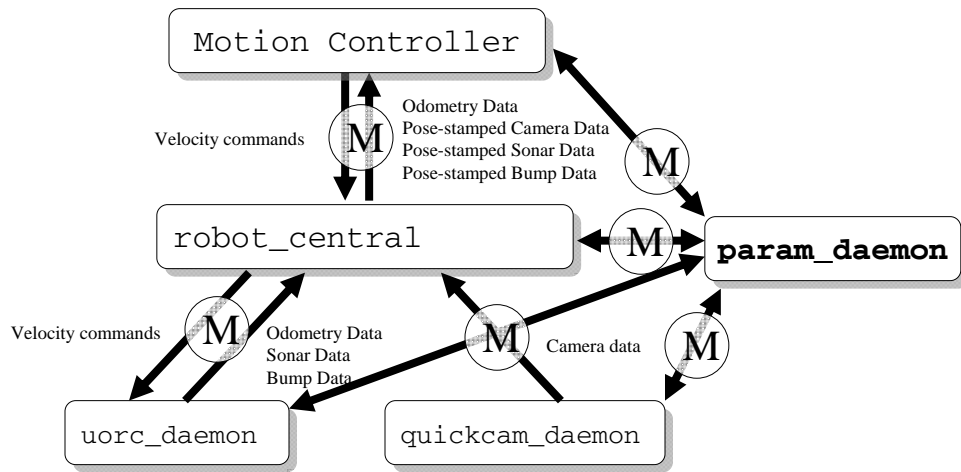 Motion Controller
Velocity commands
M
Odometry Data
Pose-stamped Camera Data
Pose-stamped Sonar Data
Pose-stamped Bump Data
M
robot_central
M
param_daemon
Velocity commands
M
Odometry Data
Sonar Data
Bump Data
M
Camera data
M
uorc_daemon
quickcam_daemon